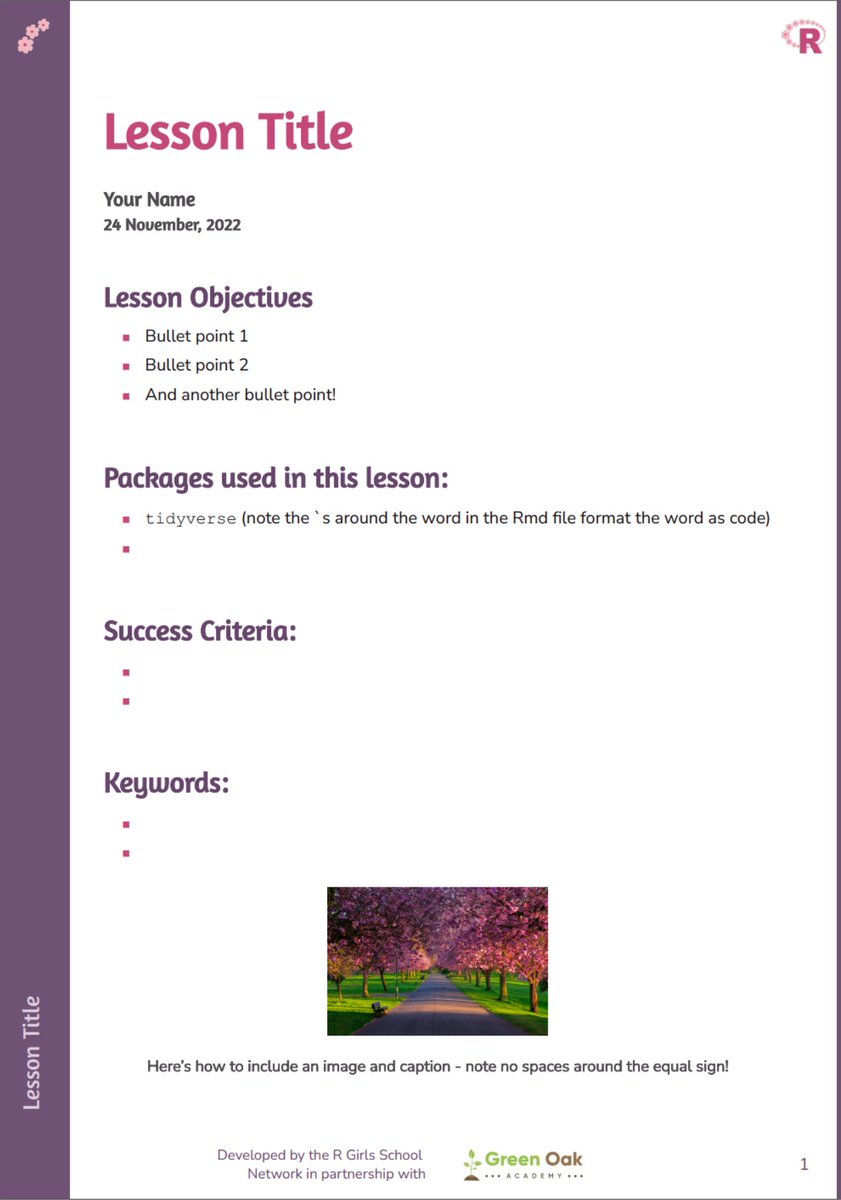 R
Lesson Title
Your Name
24 November, 2022
Lesson Objectives
Bullet point 1
Bullet point 2
And another bullet point!
Packages used in this lesson:
tidyverse (note the `s around the word in the Rmd file format the word as code)
Success Criteria:
Keywords:
Here's how to include an image and caption - note no spaces around the equal sign!
Lesson Title
Developed by the R Girls School
Network in partnership with
Green Oak
ACADEMY
1